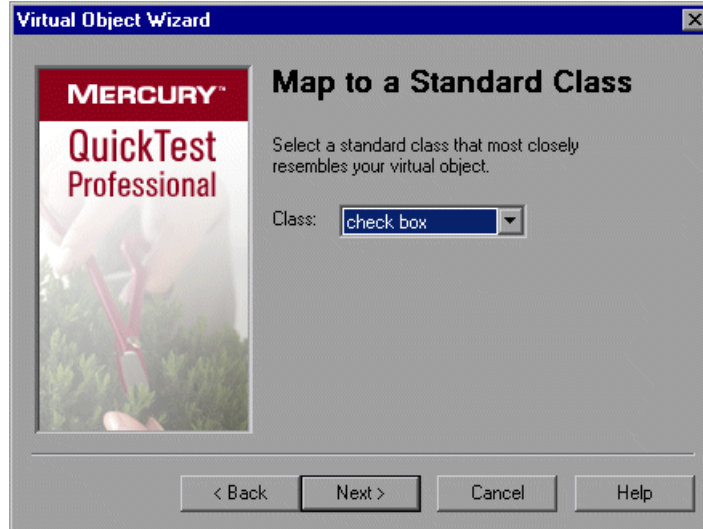 Virtual Object Wizard
MERCURY™
QuickTest
Professional
Map to a Standard Class
Select a standard class that most closely
resembles your virtual object.
Class: check box
< Back Next > Cancel Help